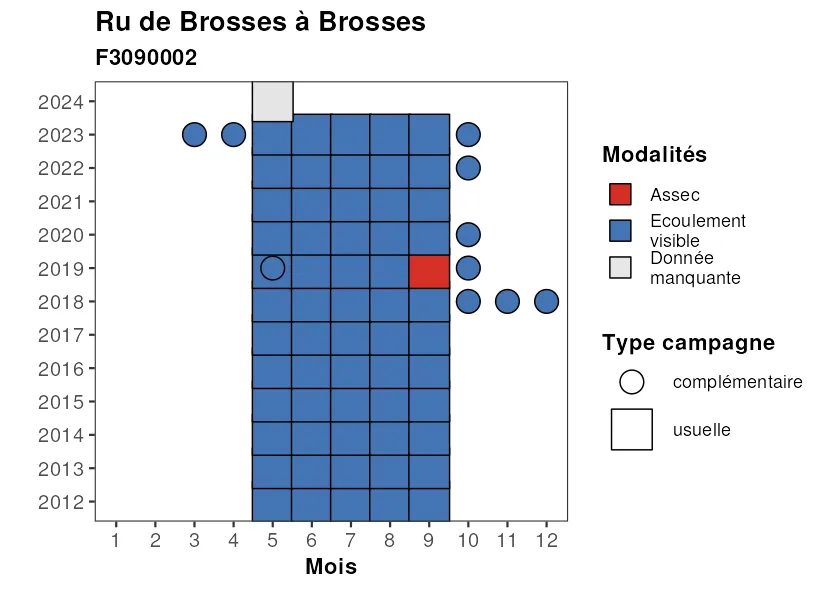 Ru de Brosses à Brosses
F3090002
2024
2023
2022
2021
2020
2019
2018
2017
2016
2015
2014
2013
2012
1 2 3 4 5 6 7 8 9 10 11 12
Mois
Modalités
Assec
Ecoulement
visible
Donnée
manquante
Type campagne
complémentaire
usuelle